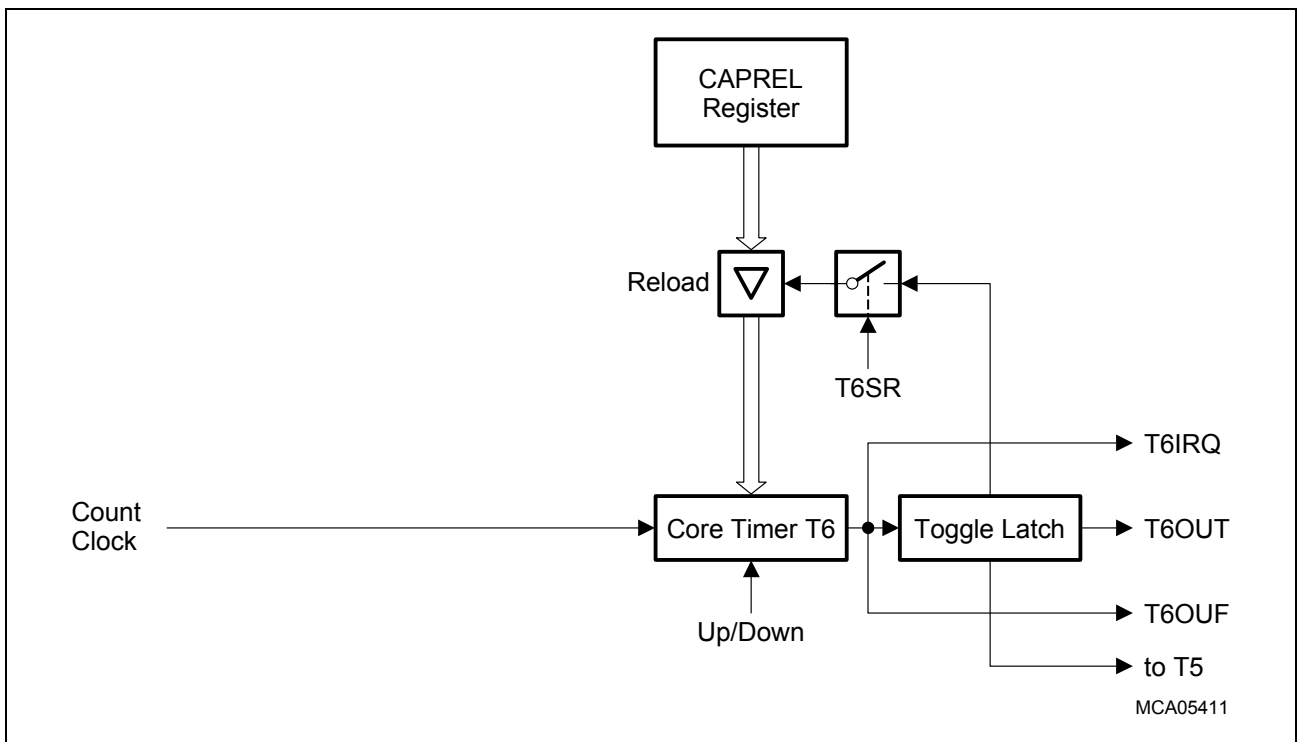 CAPREL
Register
Reload
T6SR
T6IRQ
Count
Clock
Core Timer T6
Toggle Latch
T6OUT
T6OUF
Up/Down
to T5
MCA05411